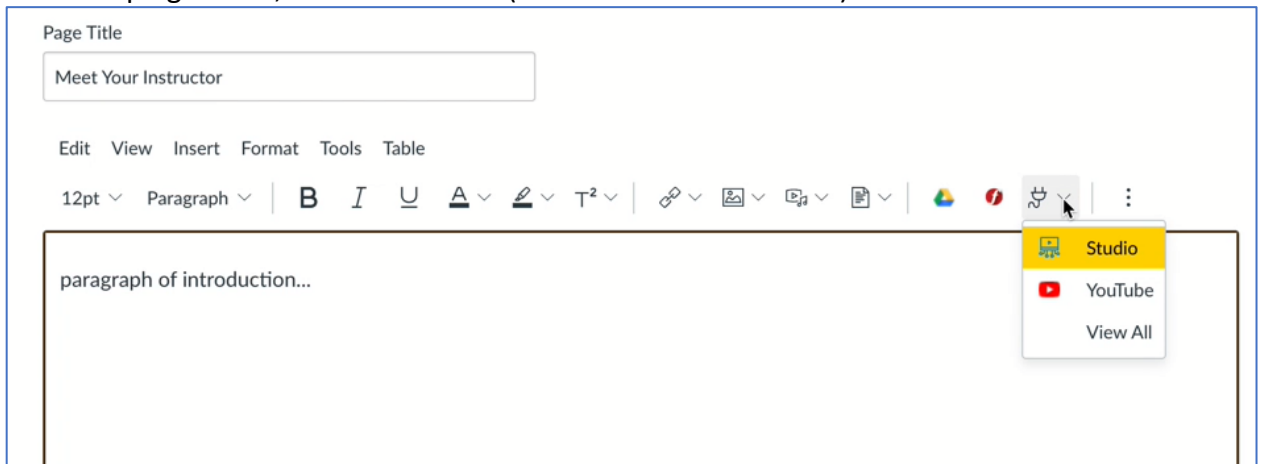 Page Title
Meet Your Instructor
Edit View Insert Format Tools Table
12pt Paragraph B I U A T²
Studio
paragraph of introduction...
YouTube
View All